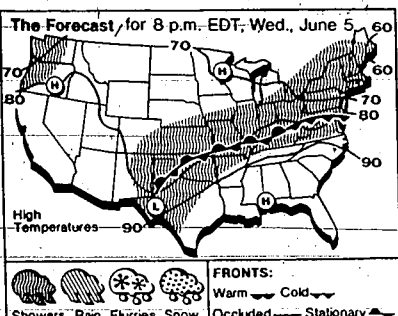 The Forecast for 8 p.m. EDT, Wed., June 5
70
60
H
H
70
60
80
70
80
90
High
Temperatures
90
L
H
FRONTS:
Warm Cold
Showers Rain Flurries Snow
Occluded Stationary